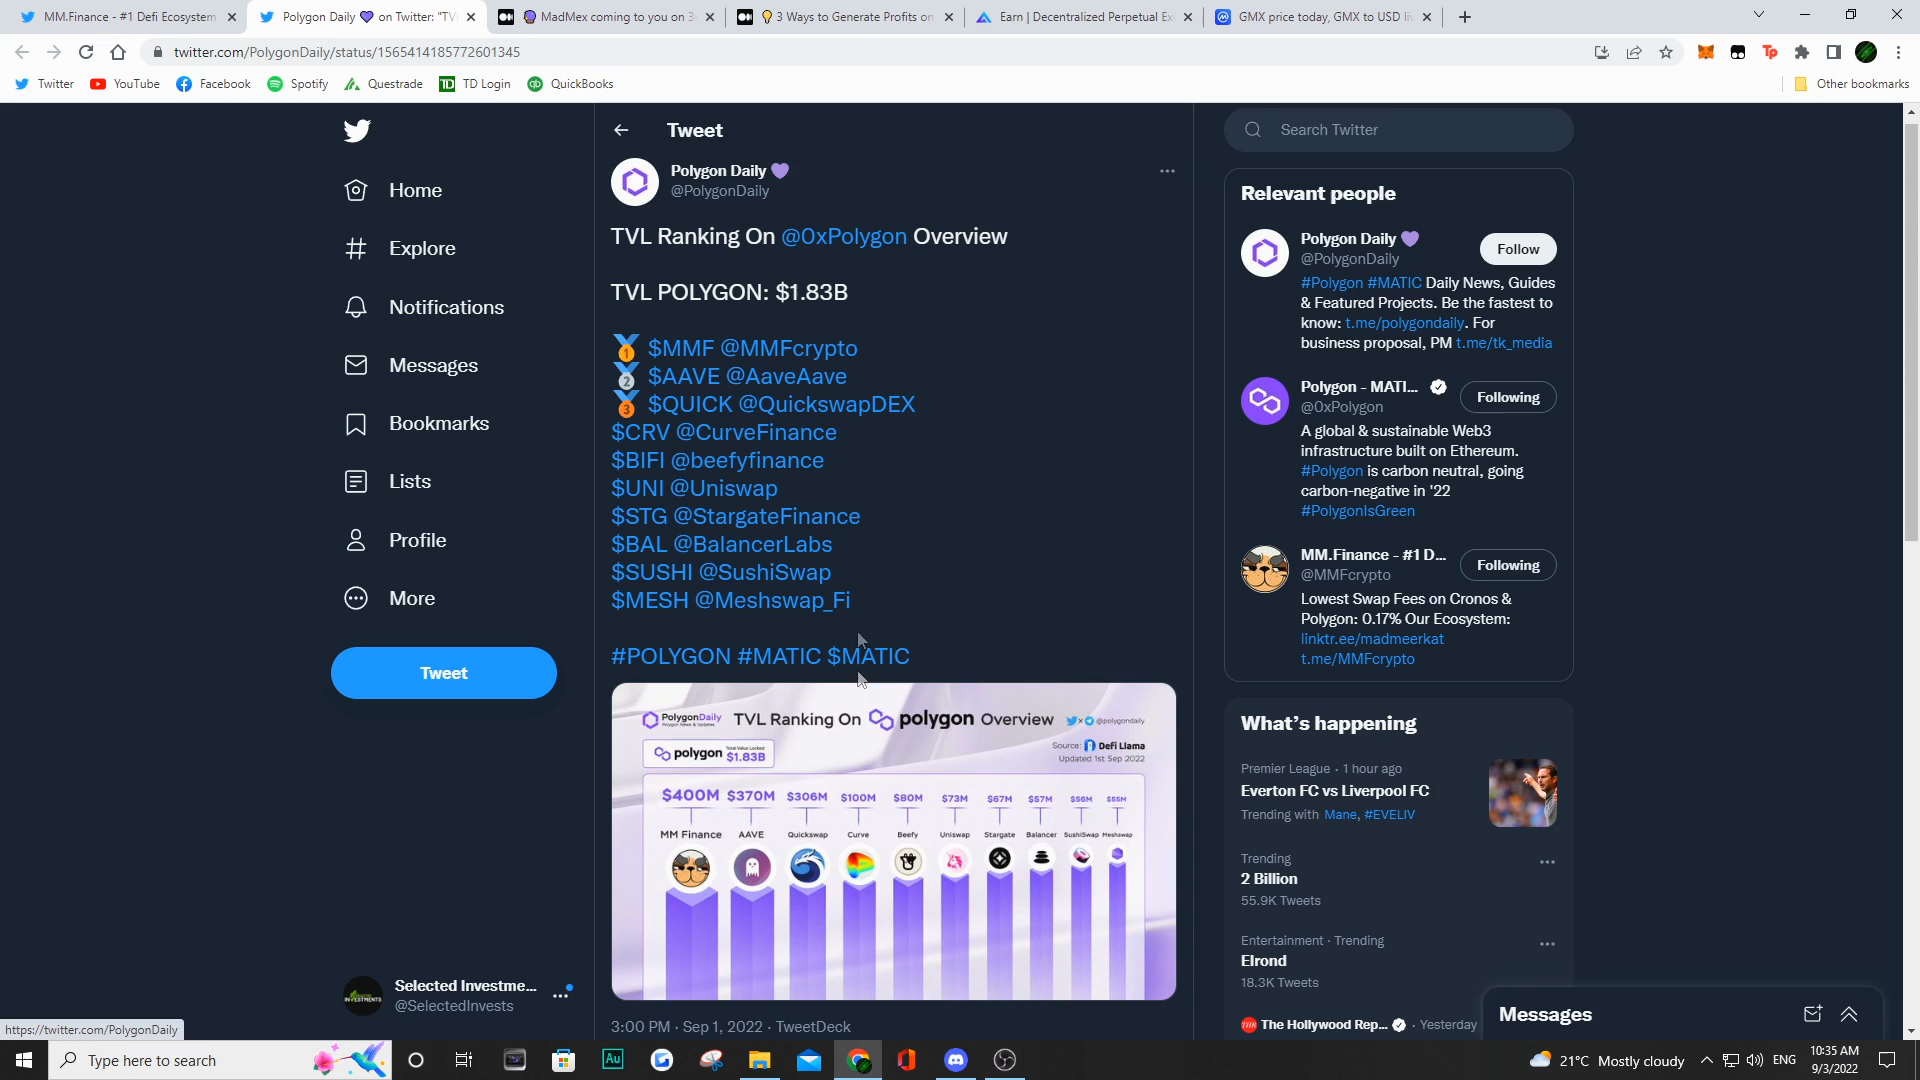 MM.Finance - #1 Defi Ecosystem
Polygon Daily 💜 on Twitter: "TVL
MadMex coming to you on 3
3 Ways to Generate Profits on
Earn | Decentralized Perpetual Ex
GMX price today, GMX to USD li
twitter.com/PolygonDaily/status/1565414185772601345
Twitter
YouTube
Facebook
Spotify
Questrade
TD Login
QuickBooks
Other bookmarks
Home
Explore
Notifications
Messages
Bookmarks
Lists
Profile
More
Tweet
Selected Investme...
@SelectedInvests
https://twitter.com/PolygonDaily
Tweet
Polygon Daily 💜
@PolygonDaily
TVL Ranking On @0xPolygon Overview
TVL POLYGON: $1.83B
🥇 $MMF @MMFcrypto
🥈 $AAVE @AaveAave
🥉 $QUICK @QuickswapDEX
$CRV @CurveFinance
$BIFI @beefyfinance
$UNI @Uniswap
$STG @StargateFinance
$BAL @BalancerLabs
$SUSHI @SushiSwap
$MESH @Meshswap_Fi
#POLYGON #MATIC $MATIC
PolygonDaily
Polygon News & Updates
TVL Ranking On polygon Overview
@polygondaily
polygon Total Value Locked $1.83B
Source: Defi Llama
Updated 1st Sep 2022
$400M $370M $306M $100M $80M $73M $67M $57M $56M $55M
MM Finance AAVE Quickswap Curve Beefy Uniswap Stargate Balancer SushiSwap Meshswap
3:00 PM · Sep 1, 2022 · TweetDeck
Search Twitter
Relevant people
Polygon Daily 💜
@PolygonDaily
Follow
#Polygon #MATIC Daily News, Guides
& Featured Projects. Be the fastest to
know: t.me/polygondaily. For
business proposal, PM t.me/tk_media
Polygon - MATI...
@0xPolygon
Following
A global & sustainable Web3
infrastructure built on Ethereum.
#Polygon is carbon neutral, going
carbon-negative in '22
#PolygonIsGreen
MM.Finance - #1 D...
@MMFcrypto
Following
Lowest Swap Fees on Cronos &
Polygon: 0.17% Our Ecosystem:
linktr.ee/madmeerkat
t.me/MMFcrypto
What's happening
Premier League · 1 hour ago
Everton FC vs Liverpool FC
Trending with Mane, #EVELIV
Trending
2 Billion
55.9K Tweets
Entertainment · Trending
Elrond
18.3K Tweets
The Hollywood Rep... · Yesterday
Messages
Type here to search
21°C Mostly cloudy
ENG
10:35 AM
9/3/2022